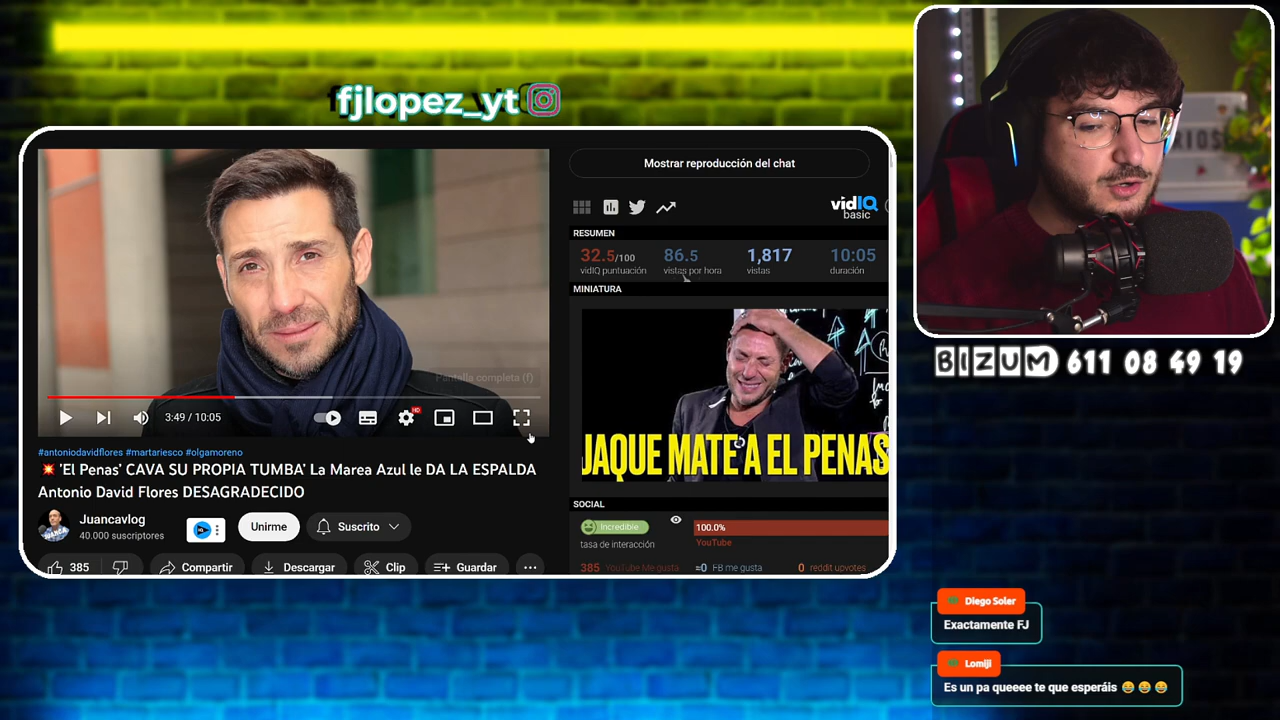 fjlopez_yt
Mostrar reproducción del chat
vidIQ
basic
RESUMEN
32.5/100
vidIQ puntuación
86.5
vistas por hora
1,817
vistas
10:05
duración
MINIATURA
JAQUE MATE A EL PENAS
SOCIAL
Incredible
tasa de interacción
100.0%
YouTube
385 YouTube Me gusta
≈0 FB me gusta
0 reddit upvotes
Pantalla completa (f)
3:49 / 10:05
HD
#antoniodavidflores #martariesco #olgamoreno
💥 'El Penas' CAVA SU PROPIA TUMBA' La Marea Azul le DA LA ESPALDA
Antonio David Flores DESAGRADECIDO
Juancavlog
40.000 suscriptores
Unirme
Suscrito
385
Compartir
Descargar
Clip
Guardar
BIZUM 611 08 49 19
Diego Soler
Exactamente FJ
Lomiji
Es un pa queeee te que esperáis 😂😂😂